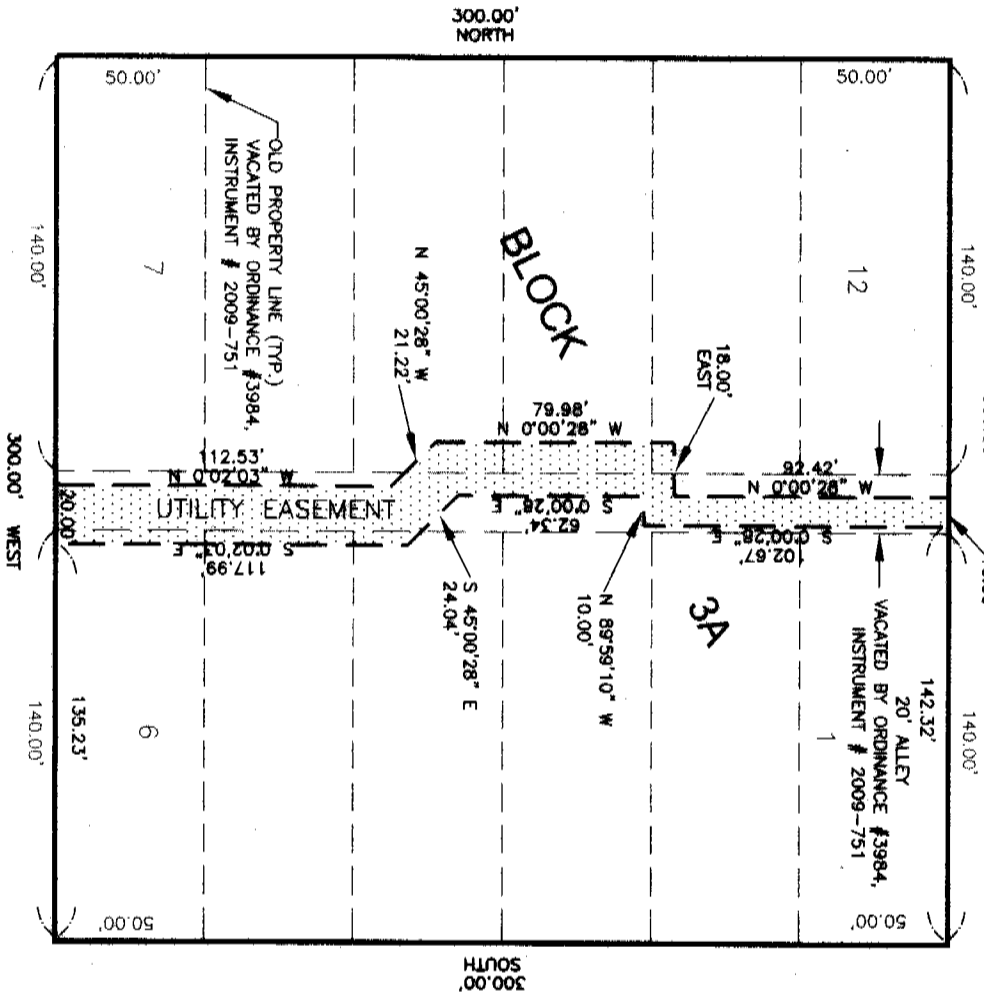 300.00'
NORTH
50.00'
50.00'
OLD PROPERTY LINE (TYP.)
VACATED BY ORDINANCE #3984,
INSTRUMENT # 2009-751
140.00'
7
BLOCK
12
140.00'
N 45°00'28" W
21.22'
18.00'
EAST
79.98'
N 0°00'28" W
112.53'
N 0°02'03" W
92.42'
N 0°00'28" W
UTILITY EASEMENT
20.00'
300.00' WEST
S 0°00'28" E
62.34'
S 0°02'03" E
117.99'
S 0°00'28" E
102.67'
S 45°00'28" E
24.04'
N 89°59'10" W
10.00'
3A
142.32'
20' ALLEY
VACATED BY ORDINANCE #3984,
INSTRUMENT # 2009-751
1
140.00'
135.23'
6
140.00'
50.00'
50.00'
300.00'
SOUTH